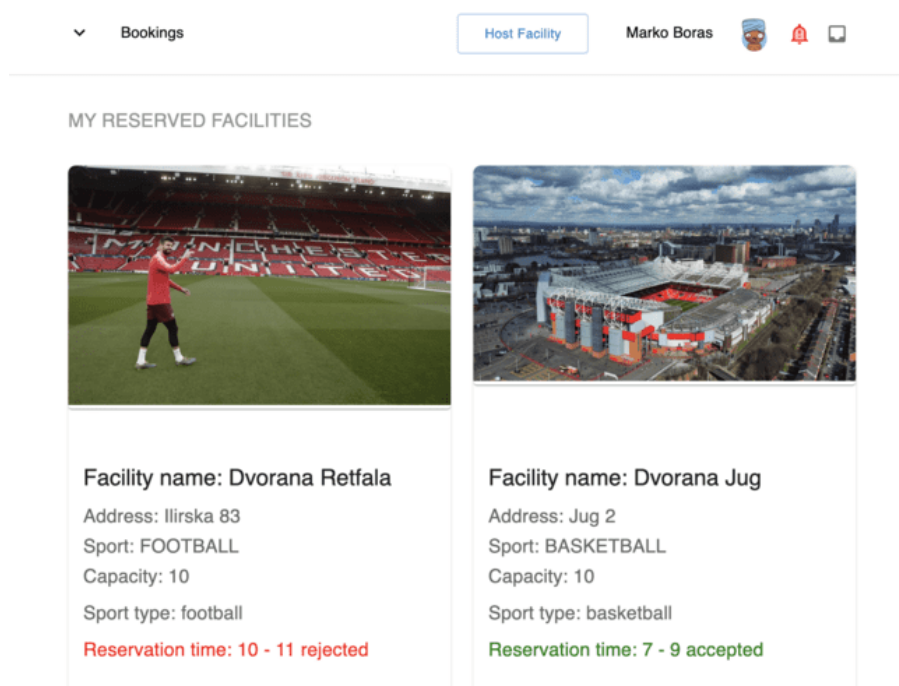 Bookings
Host Facility
Marko Boras
MY RESERVED FACILITIES
MANCHESTER
UNITED
Facility name: Dvorana Retfala
Address: Ilirska 83
Sport: FOOTBALL
Capacity: 10
Sport type: football
Reservation time: 10 - 11 rejected
Facility name: Dvorana Jug
Address: Jug 2
Sport: BASKETBALL
Capacity: 10
Sport type: basketball
Reservation time: 7 - 9 accepted